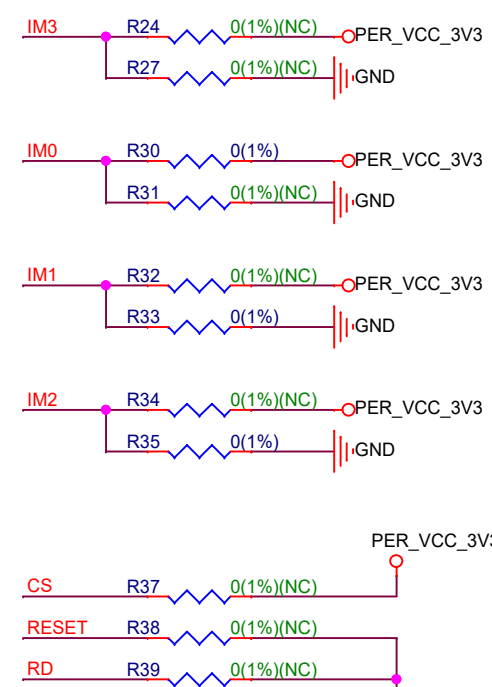 IM3 R24 0(1%)(NC) PER_VCC_3V3
R27 0(1%)(NC) GND
IM0 R30 0(1%) PER_VCC_3V3
R31 0(1%)(NC) GND
IM1 R32 0(1%)(NC) PER_VCC_3V3
R33 0(1%) GND
IM2 R34 0(1%)(NC) PER_VCC_3V3
R35 0(1%) GND
PER_VCC_3V3
CS R37 0(1%)(NC)
RESET R38 0(1%)(NC)
RD R39 0(1%)(NC)